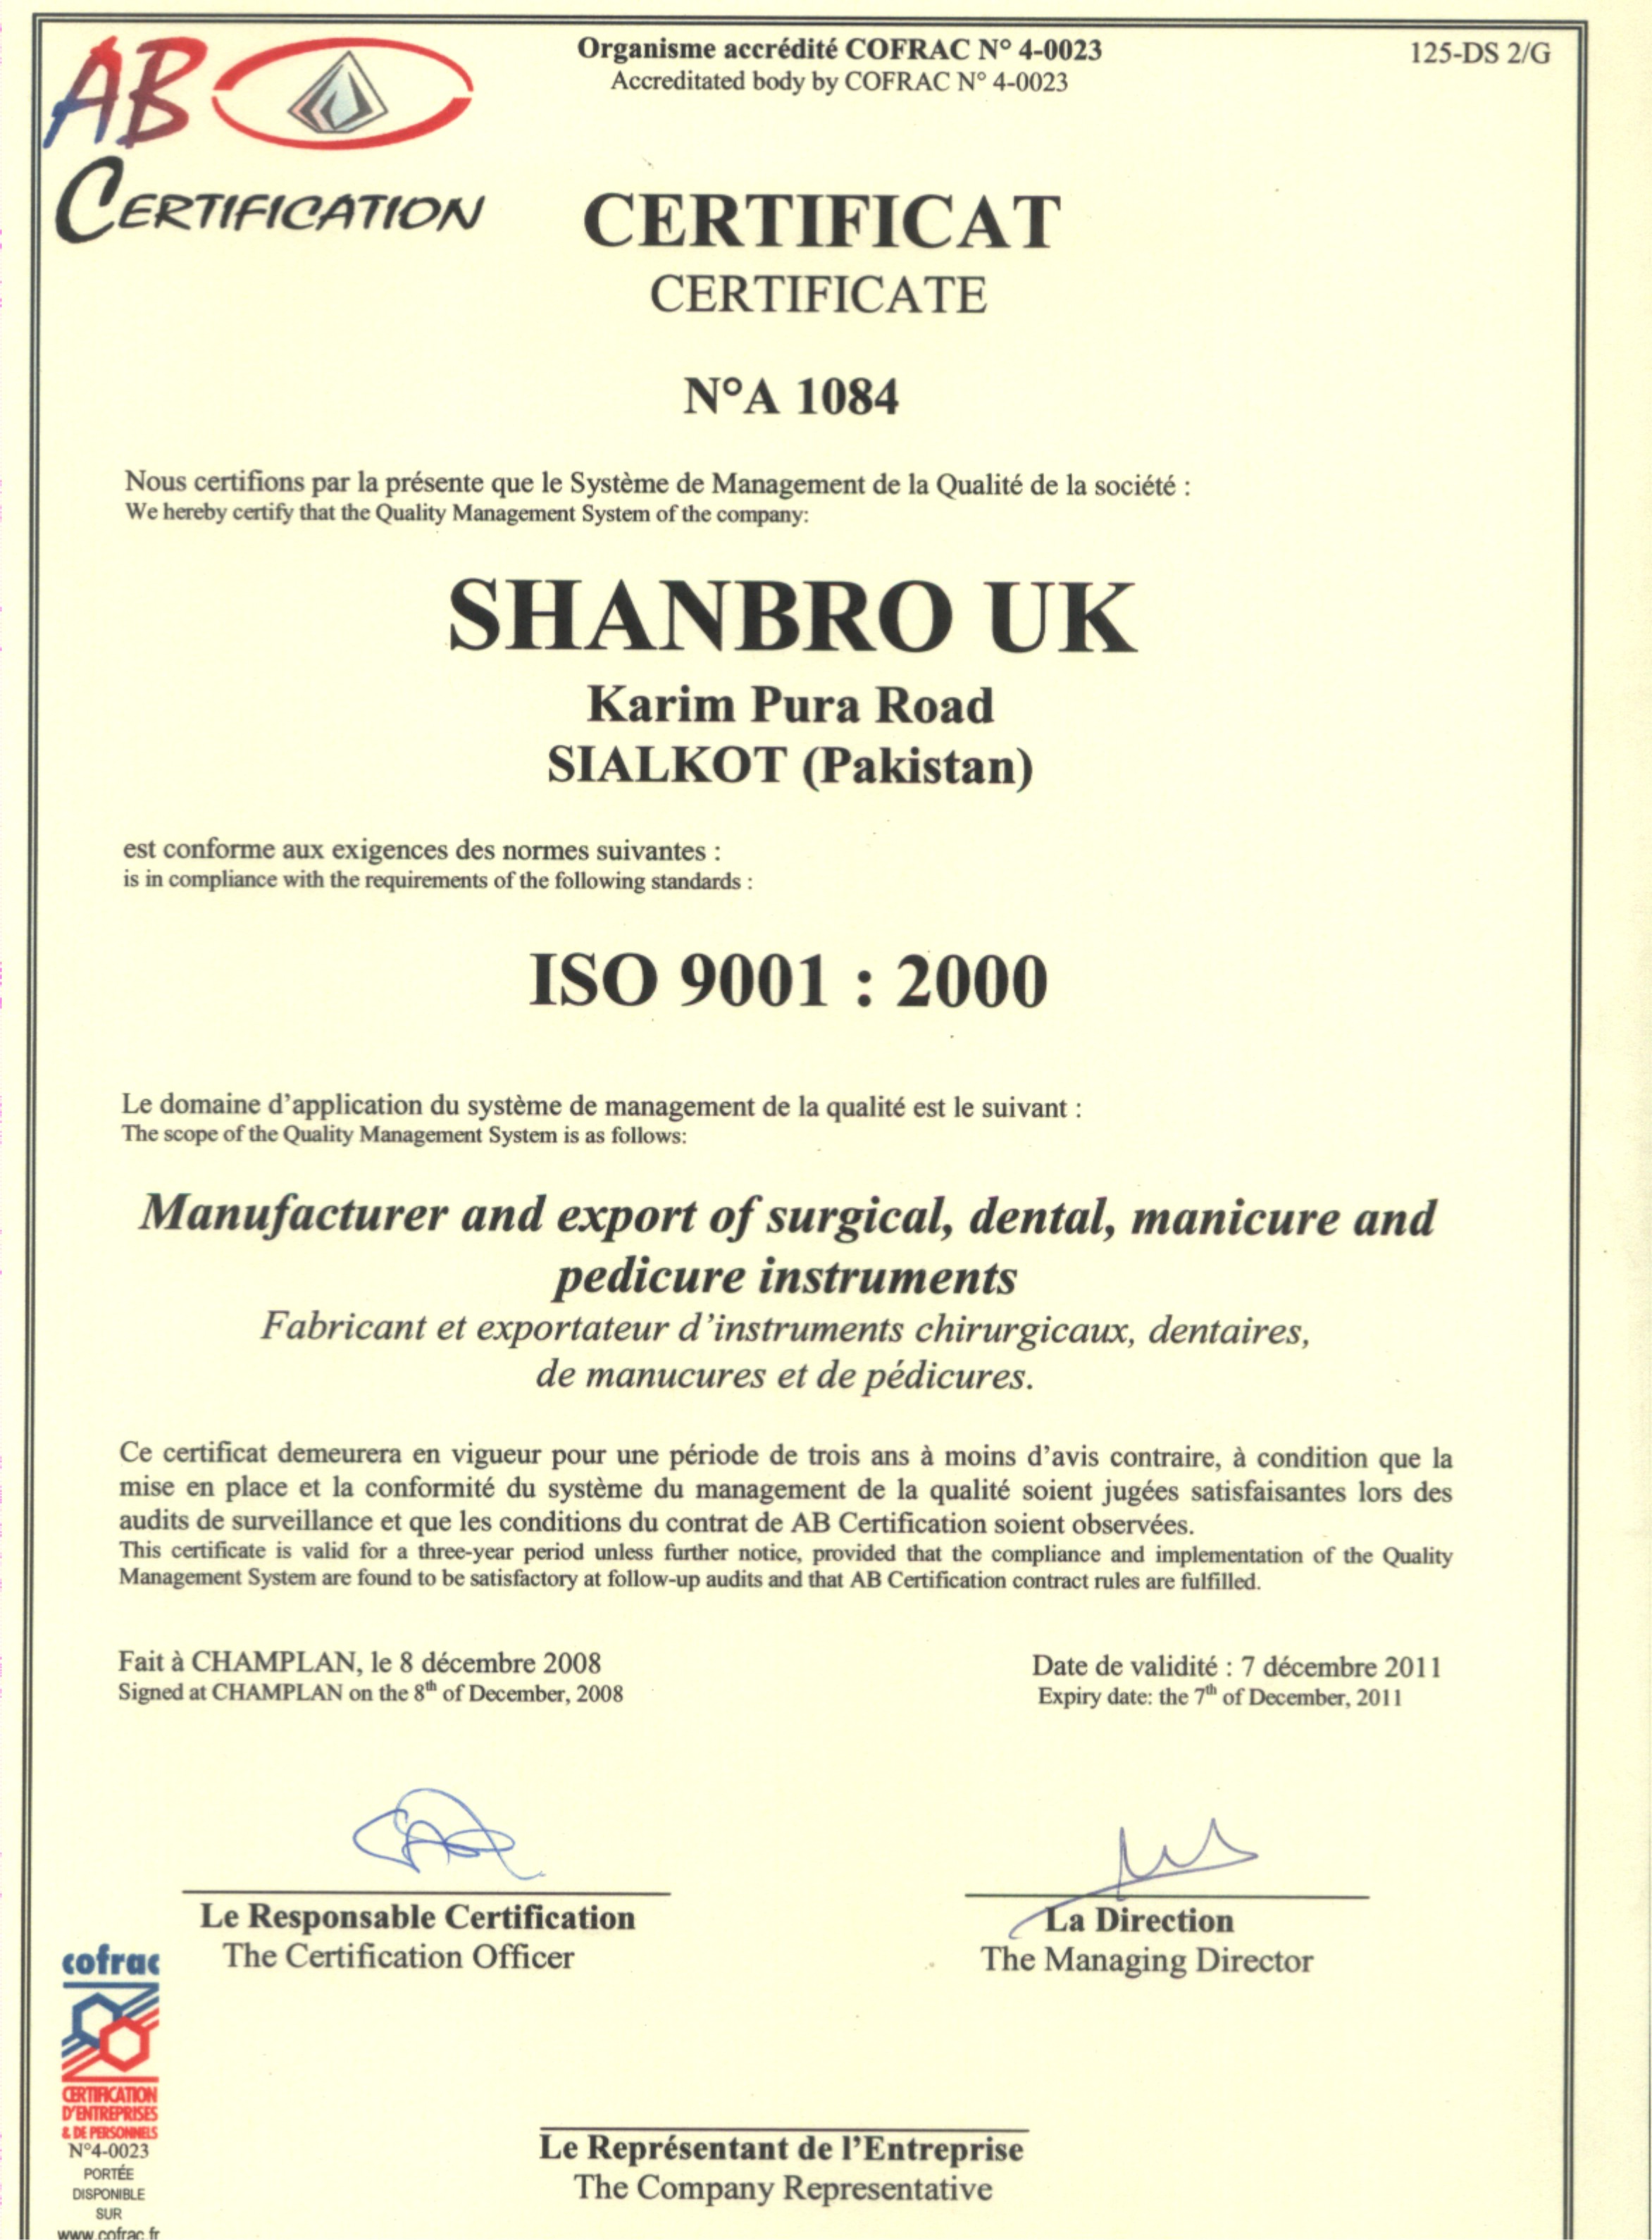 AB
CERTIFICATION
Organisme accrédité COFRAC N° 4-0023
Accreditated body by COFRAC N° 4-0023
125-DS 2/G
CERTIFICAT
CERTIFICATE
N°A 1084
Nous certifions par la présente que le Système de Management de la Qualité de la société :
We hereby certify that the Quality Management System of the company:
SHANBRO UK
Karim Pura Road
SIALKOT (Pakistan)
est conforme aux exigences des normes suivantes :
is in compliance with the requirements of the following standards :
ISO 9001 : 2000
Le domaine d'application du système de management de la qualité est le suivant :
The scope of the Quality Management System is as follows:
Manufacturer and export of surgical, dental, manicure and
pedicure instruments
Fabricant et exportateur d'instruments chirurgicaux, dentaires,
de manucures et de pédicures.
Ce certificat demeurera en vigueur pour une période de trois ans à moins d'avis contraire, à condition que la
mise en place et la conformité du système du management de la qualité soient jugées satisfaisantes lors des
audits de surveillance et que les conditions du contrat de AB Certification soient observées.
This certificate is valid for a three-year period unless further notice, provided that the compliance and implementation of the Quality
Management System are found to be satisfactory at follow-up audits and that AB Certification contract rules are fulfilled.
Fait à CHAMPLAN, le 8 décembre 2008
Signed at CHAMPLAN on the 8th of December, 2008
Date de validité : 7 décembre 2011
Expiry date: the 7th of December, 2011
Le Responsable Certification
The Certification Officer
La Direction
The Managing Director
cofrac
CERTIFICATION
D'ENTREPRISES
& DE PERSONNELS
N°4-0023
PORTÉE
DISPONIBLE
SUR
www.cofrac.fr
Le Représentant de l'Entreprise
The Company Representative